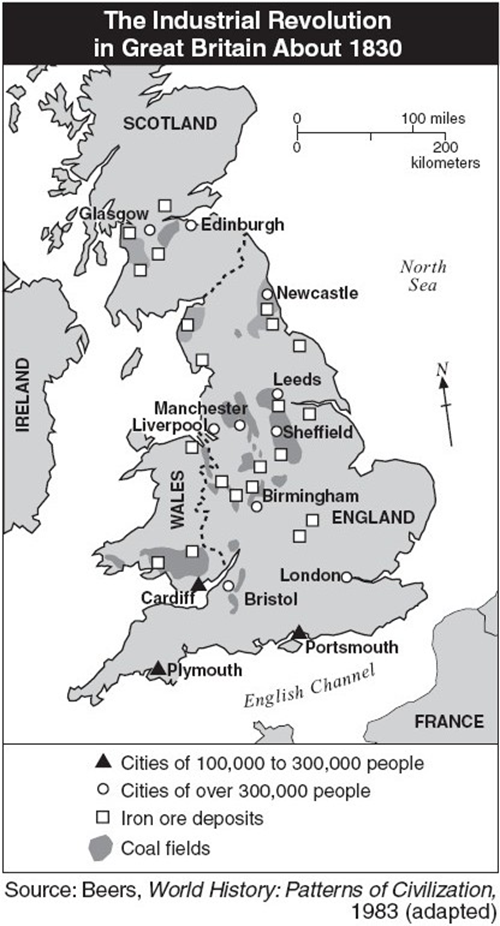 The Industrial Revolution
in Great Britain About 1830
SCOTLAND
0 100 miles
0 200
kilometers
Glasgow
Edinburgh
North
Sea
Newcastle
N
IRELAND
Leeds
Manchester
Liverpool
Sheffield
WALES
Birmingham
ENGLAND
London
Cardiff
Bristol
Portsmouth
Plymouth
English Channel
FRANCE
Cities of 100,000 to 300,000 people
Cities of over 300,000 people
Iron ore deposits
Coal fields
Source: Beers, World History: Patterns of Civilization,
1983 (adapted)